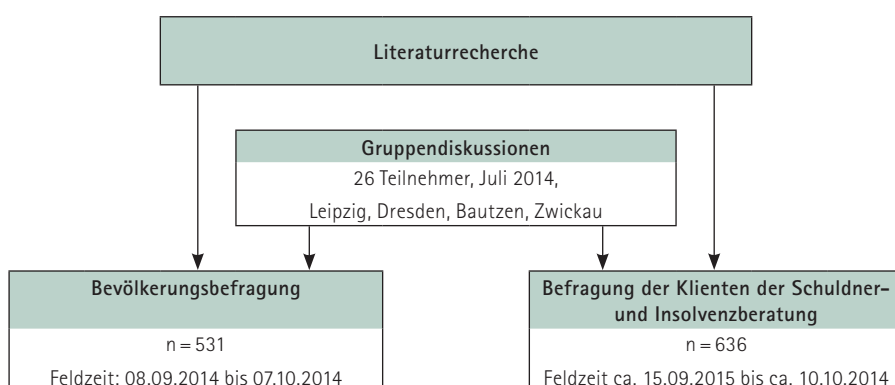 Literaturrecherche
Gruppendiskussionen
26 Teilnehmer, Juli 2014,
Leipzig, Dresden, Bautzen, Zwickau
Bevölkerungsbefragung
n = 531
Feldzeit: 08.09.2014 bis 07.10.2014
Befragung der Klienten der Schuldner-
und Insolvenzberatung
n = 636
Feldzeit ca. 15.09.2015 bis ca. 10.10.2014